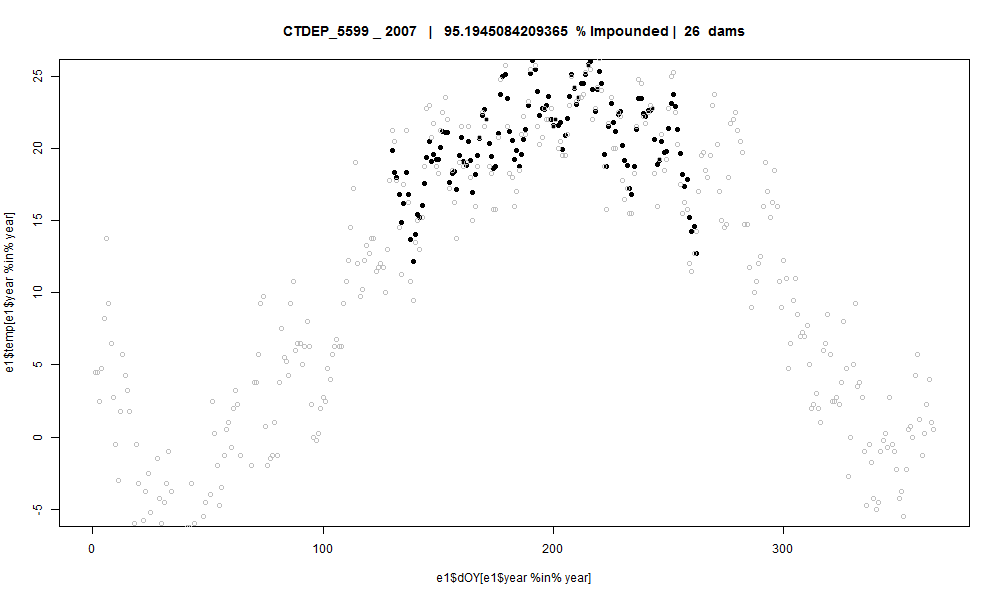 CTDEP_5599 _ 2007 | 95.1945084209365 % Impounded | 26 dams
e1$temp[e1$year %in% year]
25
20
15
10
5
0
-5
0 100 200 300
e1$dOY[e1$year %in% year]